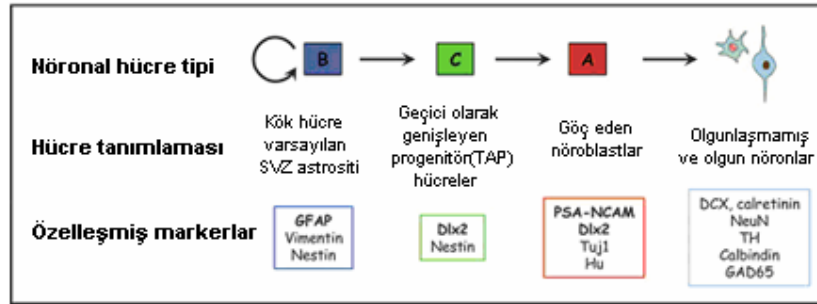 Nöronal hücre tipi
B
C
A
Hücre tanımlaması
Kök hücre
varsayılan
SVZ astrositi
Geçici olarak
genişleyen
progenitör(TAP)
hücreler
Göç eden
nöroblastlar
Olgunlaşmamış
ve olgun nöronlar
Özelleşmiş markerlar
GFAP
Vimentin
Nestin
Dlx2
Nestin
PSA-NCAM
Dlx2
Tuj1
Hu
DCX, calretinin
NeuN
TH
Calbindin
GAD65